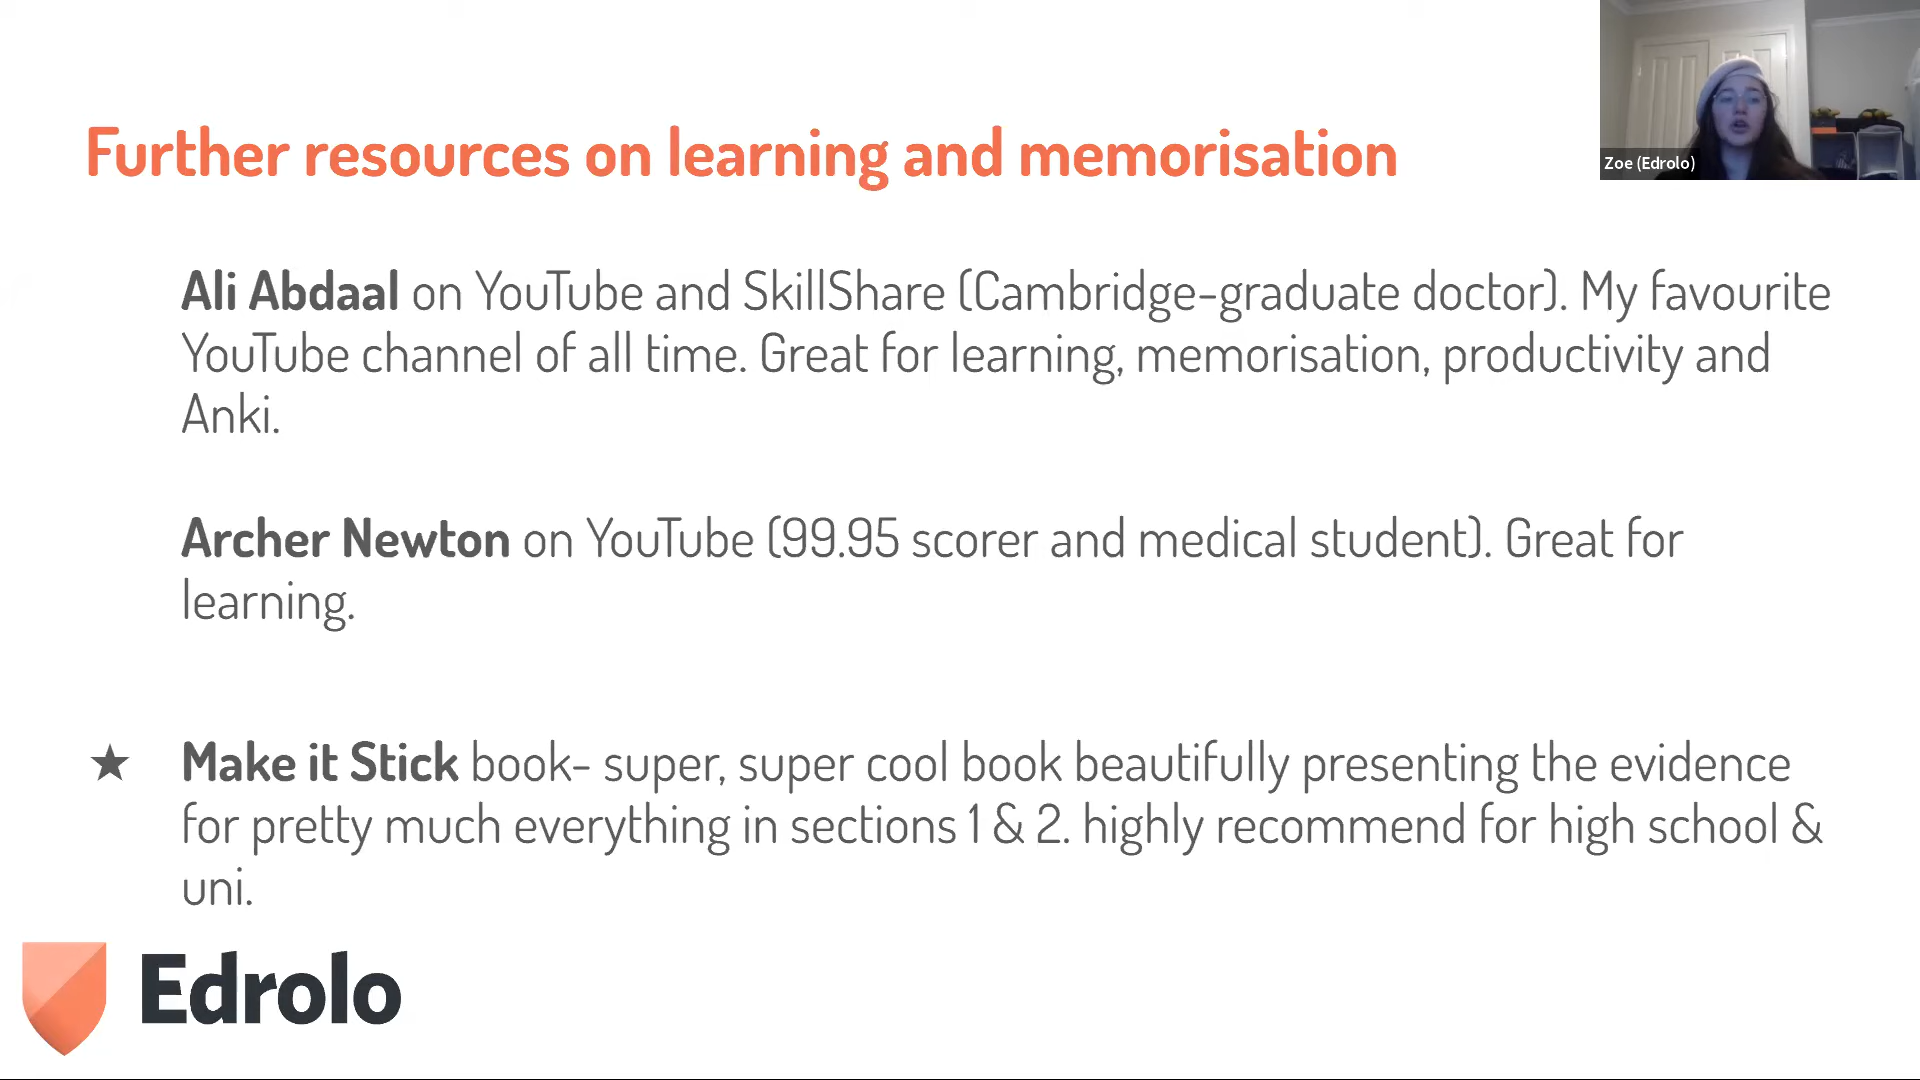 Further resources on learning and memorisation
Zoe (Edrolo)
Ali Abdaal on YouTube and SkillShare (Cambridge-graduate doctor). My favourite
YouTube channel of all time. Great for learning, memorisation, productivity and
Anki.
Archer Newton on YouTube (99.95 scorer and medical student). Great for
learning.
★ Make it Stick book- super, super cool book beautifully presenting the evidence
for pretty much everything in sections 1 & 2. highly recommend for high school &
uni.
Edrolo